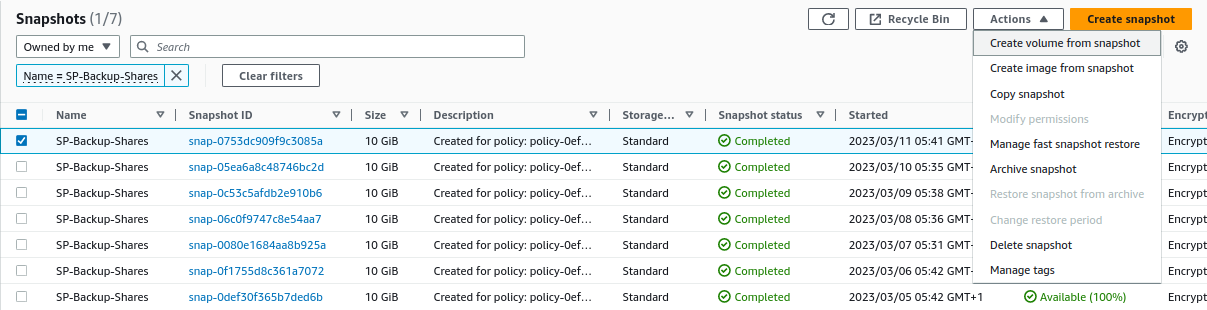 Snapshots (1/7)
Recycle Bin
Actions
Create snapshot
Owned by me
Search
Name = SP-Backup-Shares
Clear filters
Create volume from snapshot
Create image from snapshot
Copy snapshot
Modify permissions
Manage fast snapshot restore
Archive snapshot
Restore snapshot from archive
Change restore period
Delete snapshot
Manage tags
Name Snapshot ID Size Description Storage... Snapshot status Started Encrypt
SP-Backup-Shares snap-0753dc909f9c3085a 10 GiB Created for policy: policy-0ef... Standard Completed 2023/03/11 05:41 GMT+ Encrypt
SP-Backup-Shares snap-05ea6a8c48746bc2d 10 GiB Created for policy: policy-0ef... Standard Completed 2023/03/10 05:35 GMT+ Encrypt
SP-Backup-Shares snap-0c53c5afdb2e910b6 10 GiB Created for policy: policy-0ef... Standard Completed 2023/03/09 05:38 GMT+ Encrypt
SP-Backup-Shares snap-06c0f9747c8e54aa7 10 GiB Created for policy: policy-0ef... Standard Completed 2023/03/08 05:36 GMT+ Encrypt
SP-Backup-Shares snap-0080e1684aa8b925a 10 GiB Created for policy: policy-0ef... Standard Completed 2023/03/07 05:31 GMT+ Encrypt
SP-Backup-Shares snap-0f1755d8c361a7072 10 GiB Created for policy: policy-0ef... Standard Completed 2023/03/06 05:42 GMT+ Encrypt
SP-Backup-Shares snap-0def30f365b7ded6b 10 GiB Created for policy: policy-0ef... Standard Completed 2023/03/05 05:42 GMT+1 Available (100%) Encrypt